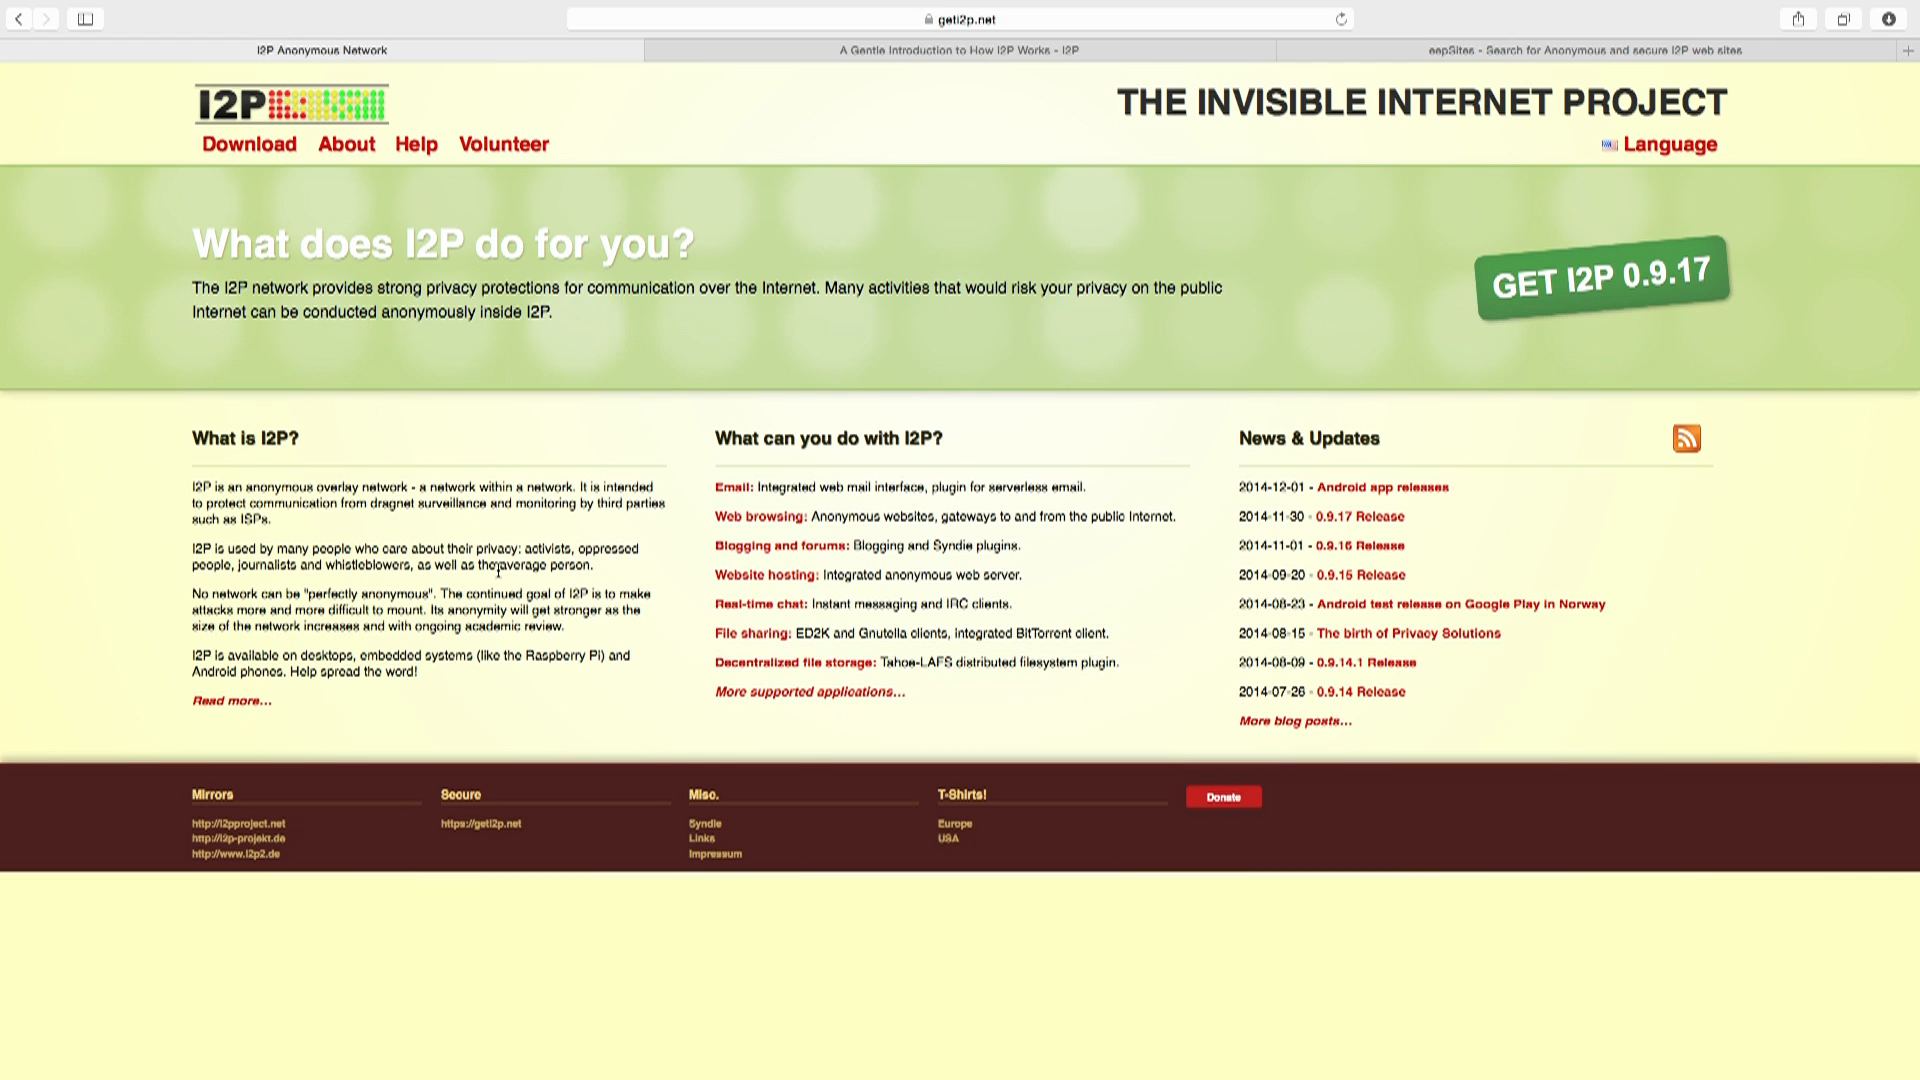 geti2p.net
I2P Anonymous Network
A Gentle Introduction to How I2P Works - I2P
eepSites - Search for Anonymous and secure I2P web sites
I2P
THE INVISIBLE INTERNET PROJECT
Download About Help Volunteer
Language
What does I2P do for you?
The I2P network provides strong privacy protections for communication over the Internet. Many activities that would risk your privacy on the public
Internet can be conducted anonymously inside I2P.
GET I2P 0.9.17
What is I2P?
I2P is an anonymous overlay network - a network within a network. It is intended
to protect communication from dragnet surveillance and monitoring by third parties
such as ISPs.
I2P is used by many people who care about their privacy: activists, oppressed
people, journalists and whistleblowers, as well as the average person.
No network can be "perfectly anonymous". The continued goal of I2P is to make
attacks more and more difficult to mount. Its anonymity will get stronger as the
size of the network increases and with ongoing academic review.
I2P is available on desktops, embedded systems (like the Raspberry Pi) and
Android phones. Help spread the word!
Read more...
What can you do with I2P?
Email: Integrated web mail interface, plugin for serverless email.
Web browsing: Anonymous websites, gateways to and from the public Internet.
Blogging and forums: Blogging and Syndie plugins.
Website hosting: Integrated anonymous web server.
Real-time chat: Instant messaging and IRC clients.
File sharing: ED2K and Gnutella clients, integrated BitTorrent client.
Decentralized file storage: Tahoe-LAFS distributed filesystem plugin.
More supported applications...
News & Updates
2014-12-01 - Android app releases
2014-11-30 - 0.9.17 Release
2014-11-01 - 0.9.16 Release
2014-09-20 - 0.9.15 Release
2014-08-23 - Android test release on Google Play in Norway
2014-08-15 - The birth of Privacy Solutions
2014-08-09 - 0.9.14.1 Release
2014-07-26 - 0.9.14 Release
More blog posts...
Mirrors
http://i2pproject.net
http://i2p-projekt.de
http://www.i2p2.de
Secure
https://geti2p.net
Misc.
Syndie
Links
Impressum
T-Shirts!
Europe
USA
Donate